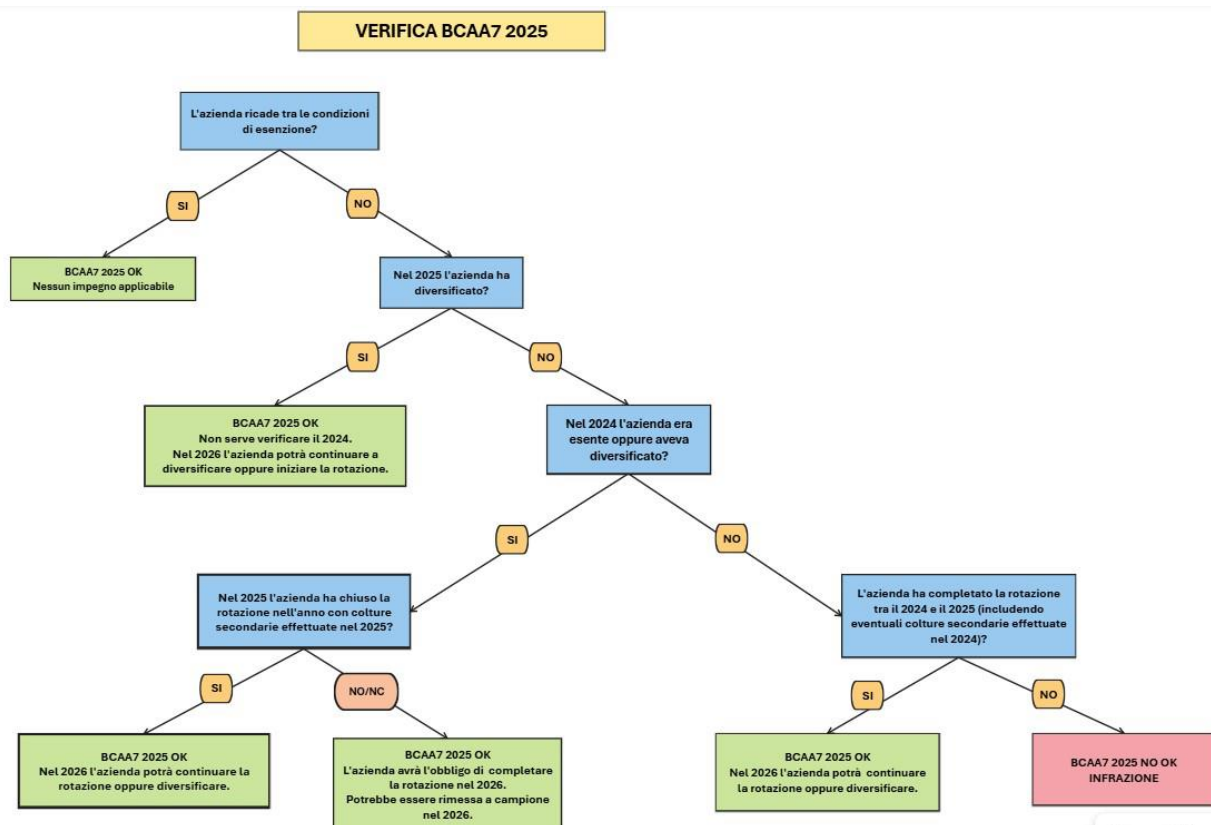 VERIFICA BCAA7 2025
L'azienda ricade tra le condizioni
di esenzione?
SI
NO
BCAA7 2025 OK
Nessun impegno applicabile
Nel 2025 l'azienda ha
diversificato?
SI
NO
BCAA7 2025 OK
Non serve verificare il 2024.
Nel 2026 l'azienda potrà continuare a
diversificare oppure iniziare la rotazione.
Nel 2024 l'azienda era
esente oppure aveva
diversificato?
SI
NO
Nel 2025 l'azienda ha chiuso la
rotazione nell'anno con colture
secondarie effettuate nel 2025?
L'azienda ha completato la rotazione
tra il 2024 e il 2025 (includendo
eventuali colture secondarie effettuate
nel 2024)?
SI
NO/NC
SI
NO
BCAA7 2025 OK
Nel 2026 l'azienda potrà continuare la
rotazione oppure diversificare.
BCAA7 2025 OK
L'azienda avrà l'obbligo di completare
la rotazione nel 2026.
Potrebbe essere rimessa a campione
nel 2026.
BCAA7 2025 OK
Nel 2026 l'azienda potrà continuare
la rotazione oppure diversificare.
BCAA7 2025 NO OK
INFRAZIONE